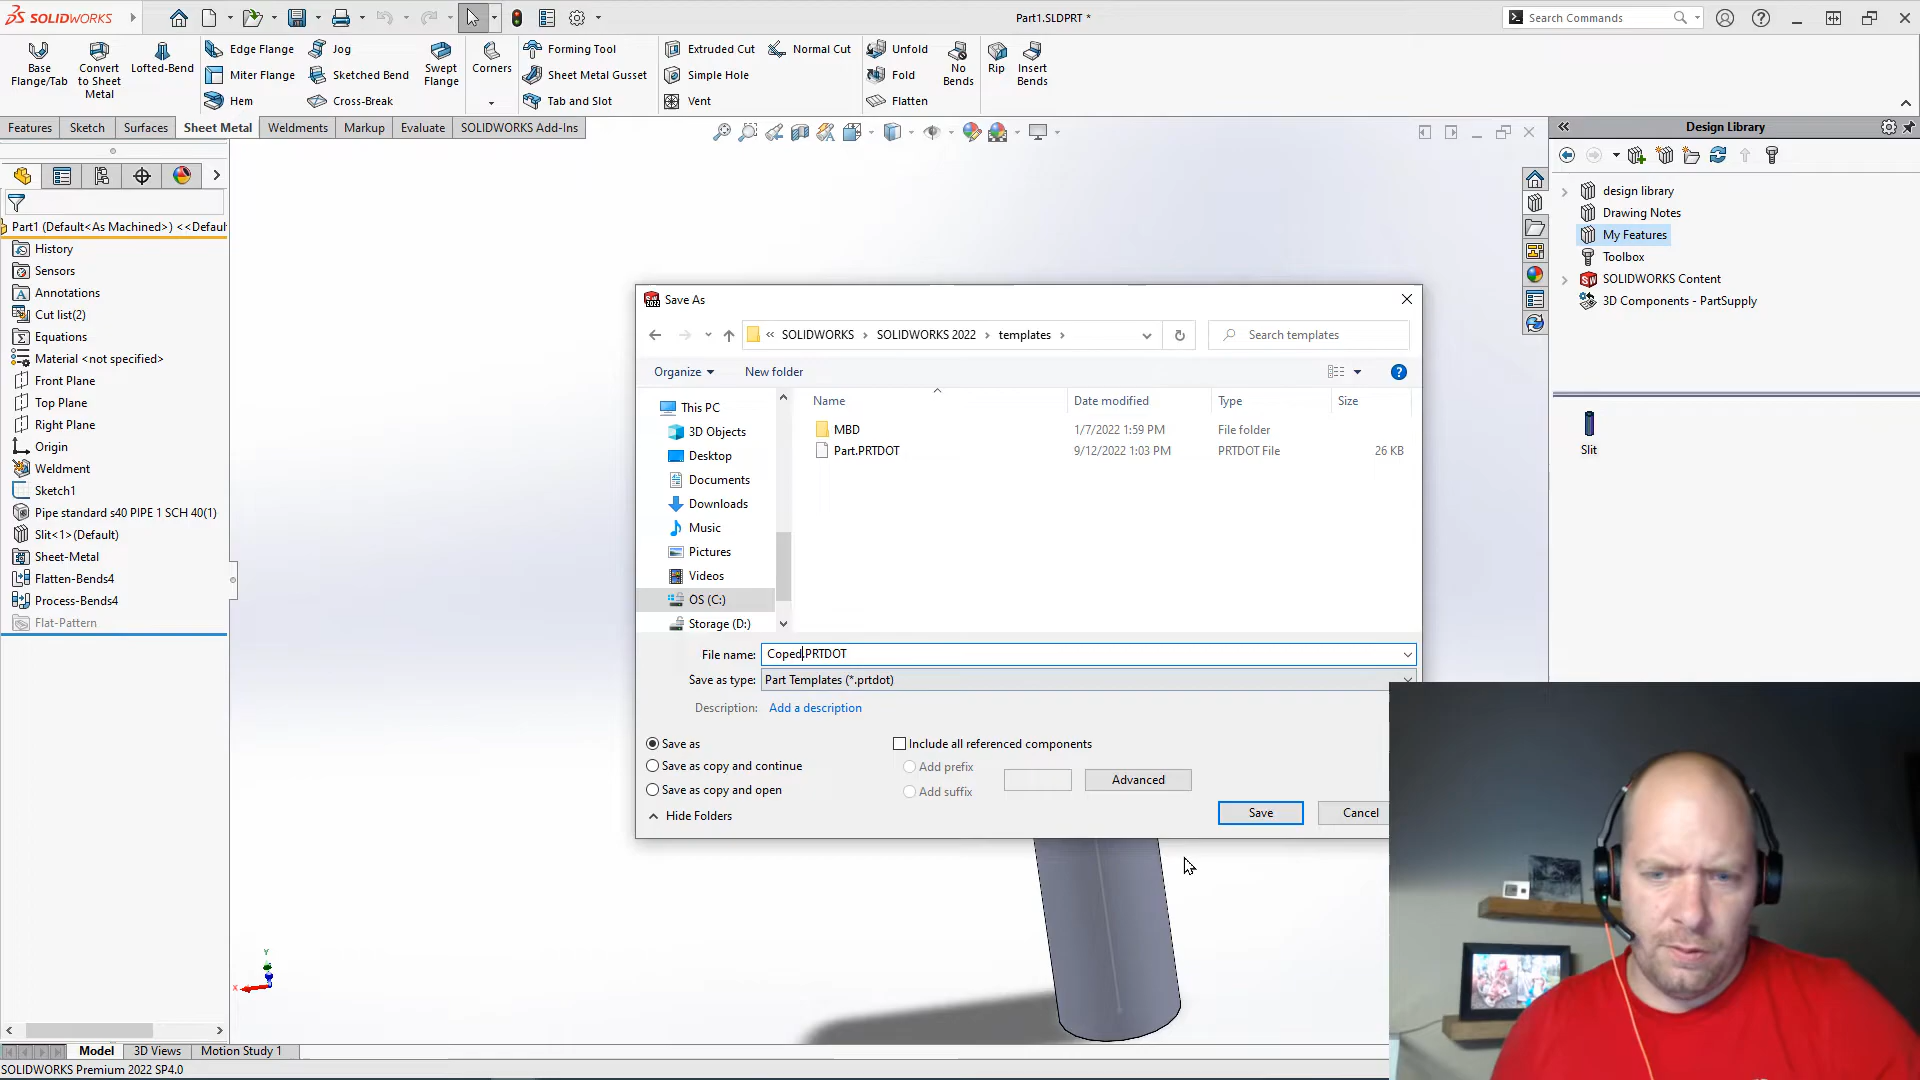 SOLIDWORKS
Part1.SLDPRT *
Search Commands
Base Flange/Tab
Convert to Sheet Metal
Lofted-Bend
Edge Flange
Miter Flange
Hem
Jog
Sketched Bend
Cross-Break
Swept Flange
Corners
Forming Tool
Sheet Metal Gusset
Tab and Slot
Extruded Cut
Simple Hole
Vent
Normal Cut
Unfold
Fold
Flatten
No Bends
Rip
Insert Bends
Features
Sketch
Surfaces
Sheet Metal
Weldments
Markup
Evaluate
SOLIDWORKS Add-Ins
Part1 (Default<As Machined>) <<Defaul
History
Sensors
Annotations
Cut list(2)
Equations
Material <not specified>
Front Plane
Top Plane
Right Plane
Origin
Weldment
Sketch1
Pipe standard s40 PIPE 1 SCH 40(1)
Slit<1>(Default)
Sheet-Metal
Flatten-Bends4
Process-Bends4
Flat-Pattern
Save As
« SOLIDWORKS > SOLIDWORKS 2022 > templates >
Search templates
Organize
New folder
This PC
3D Objects
Desktop
Documents
Downloads
Music
Pictures
Videos
OS (C:)
Storage (D:)
Name Date modified Type Size
MBD 1/7/2022 1:59 PM File folder
Part.PRTDOT 9/12/2022 1:03 PM PRTDOT File 26 KB
File name: Coped.PRTDOT
Save as type: Part Templates (*.prtdot)
Description: Add a description
Save as
Save as copy and continue
Save as copy and open
Include all referenced components
Add prefix
Add suffix
Advanced
Hide Folders
Save
Cancel
Design Library
design library
Drawing Notes
My Features
Toolbox
SOLIDWORKS Content
3D Components - PartSupply
Slit
Y
X
Model
3D Views
Motion Study 1
SOLIDWORKS Premium 2022 SP4.0